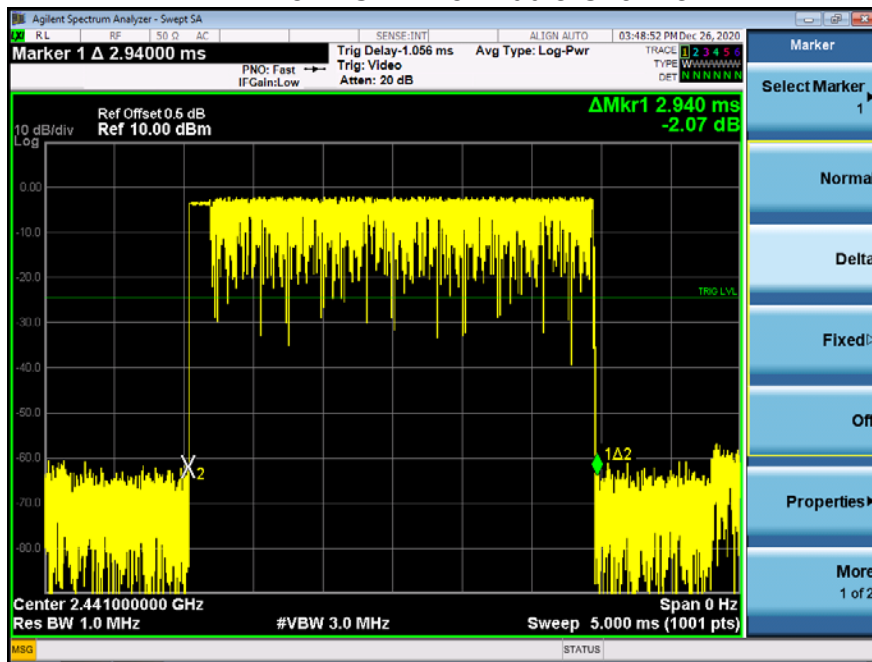 Agilent Spectrum Analyzer - Swept SA
LXI RL RF 50 Ω AC SENSE:INT ALIGN AUTO 03:48:52 PM Dec 26, 2020
Marker 1 Δ 2.94000 ms
PNO: Fast
IFGain:Low
Trig Delay-1.056 ms
Trig: Video
Atten: 20 dB
Avg Type: Log-Pwr
TRACE 1 2 3 4 5 6
TYPE WWWWWW
DET N N N N N N
ΔMkr1 2.940 ms
-2.07 dB
Ref Offset 0.5 dB
10 dB/div Ref 10.00 dBm
Log
0.00
-10.0
-20.0
TRIG LVL
-30.0
-40.0
-50.0
-60.0
2
1Δ2
-70.0
-80.0
Center 2.441000000 GHz Span 0 Hz
Res BW 1.0 MHz #VBW 3.0 MHz Sweep 5.000 ms (1001 pts)
MSG STATUS
Marker
Select Marker
1
Norma
Delta
Fixed
Off
Properties
More
1 of 2